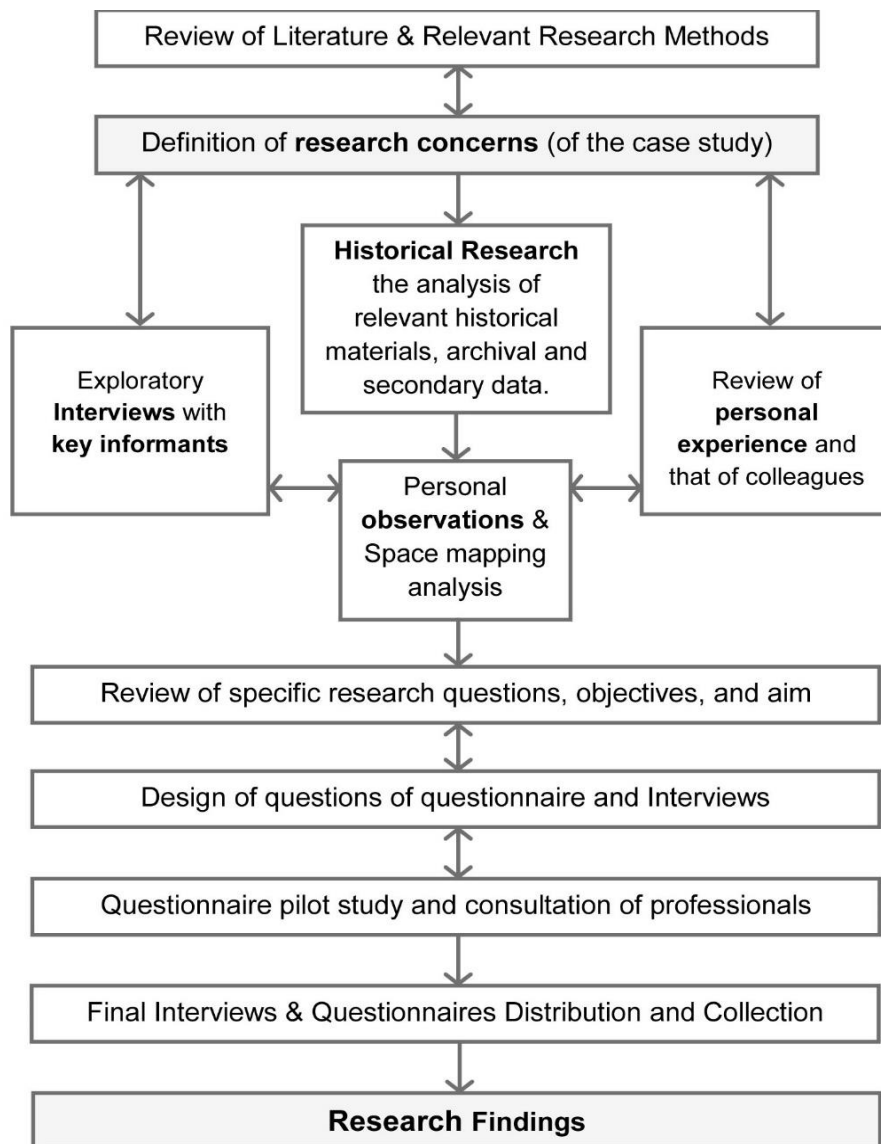 Review of Literature & Relevant Research Methods
Definition of research concerns (of the case study)
Historical Research
the analysis of
relevant historical
materials, archival and
secondary data.
Exploratory
Interviews with
key informants
Review of
personal
experience and
that of colleagues
Personal
observations &
Space mapping
analysis
Review of specific research questions, objectives, and aim
Design of questions of questionnaire and Interviews
Questionnaire pilot study and consultation of professionals
Final Interviews & Questionnaires Distribution and Collection
Research Findings